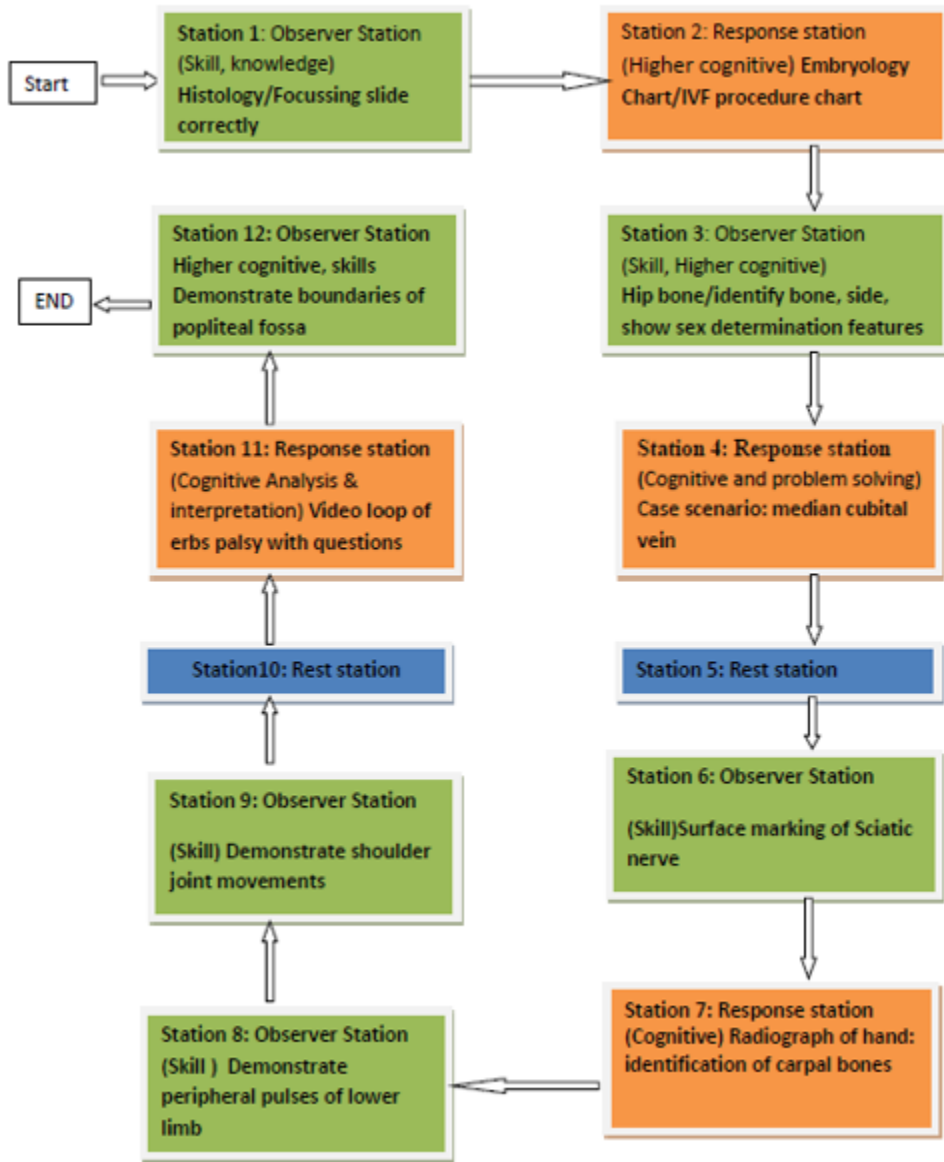 Start
Station 1: Observer Station
(Skill, knowledge)
Histology/Focussing slide
correctly
Station 2: Response station
(Higher cognitive) Embryology
Chart/IVF procedure chart
Station 3: Observer Station
(Skill, Higher cognitive)
Hip bone/identify bone, side,
show sex determination features
Station 4: Response station
(Cognitive and problem solving)
Case scenario: median cubital
vein
Station 5: Rest station
Station 6: Observer Station
(Skill)Surface marking of Sciatic
nerve
Station 7: Response station
(Cognitive) Radiograph of hand:
identification of carpal bones
Station 8: Observer Station
(Skill ) Demonstrate
peripheral pulses of lower
limb
Station 9: Observer Station
(Skill) Demonstrate shoulder
joint movements
Station10: Rest station
Station 11: Response station
(Cognitive Analysis &
interpretation) Video loop of
erbs palsy with questions
Station 12: Observer Station
Higher cognitive, skills
Demonstrate boundaries of
popliteal fossa
END